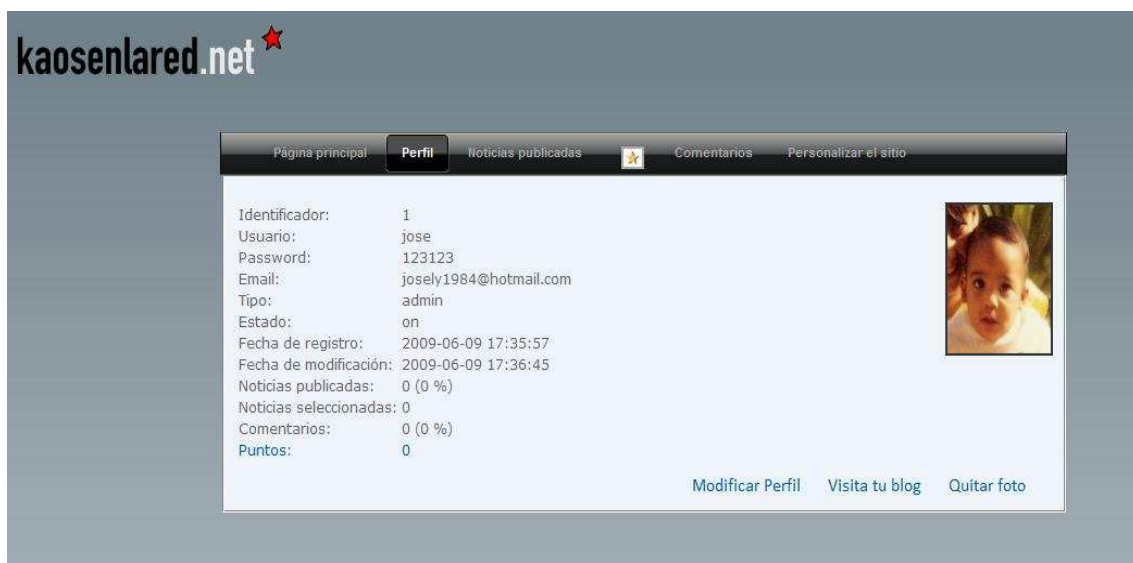 kaosenlared.net
Página principal Perfil Noticias publicadas Comentarios Personalizar el sitio
Identificador: 1
Usuario: jose
Password: 123123
Email: josely1984@hotmail.com
Tipo: admin
Estado: on
Fecha de registro: 2009-06-09 17:35:57
Fecha de modificación: 2009-06-09 17:36:45
Noticias publicadas: 0 (0 %)
Noticias seleccionadas: 0
Comentarios: 0 (0 %)
Puntos: 0
Modificar Perfil Visita tu blog Quitar foto